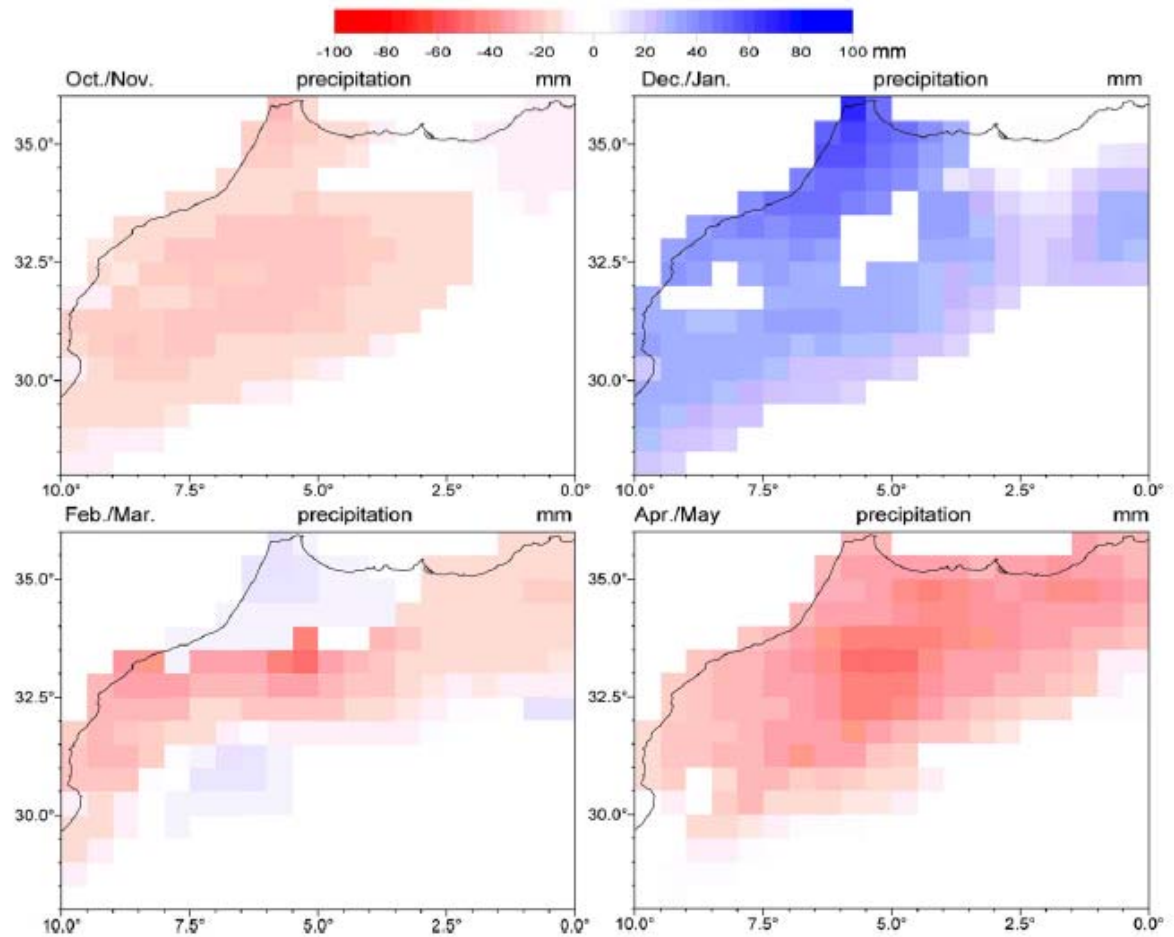 -100 -80 -60 -40 -20 0 20 40 60 80 100 mm
Oct./Nov. precipitation mm
Dec./Jan. precipitation mm
35.0°
32.5°
30.0°
10.0° 7.5° 5.0° 2.5° 0.0°
35.0°
32.5°
30.0°
10.0° 7.5° 5.0° 2.5° 0.0°
Feb./Mar. precipitation mm
Apr./May precipitation mm
35.0°
32.5°
30.0°
10.0° 7.5° 5.0° 2.5° 0.0°
35.0°
32.5°
30.0°
10.0° 7.5° 5.0° 2.5° 0.0°